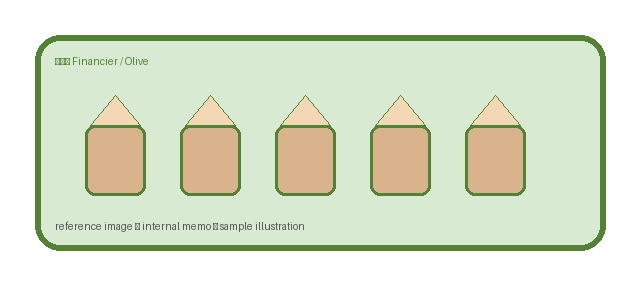 Financier / Olive
reference image internal memo sample illustration